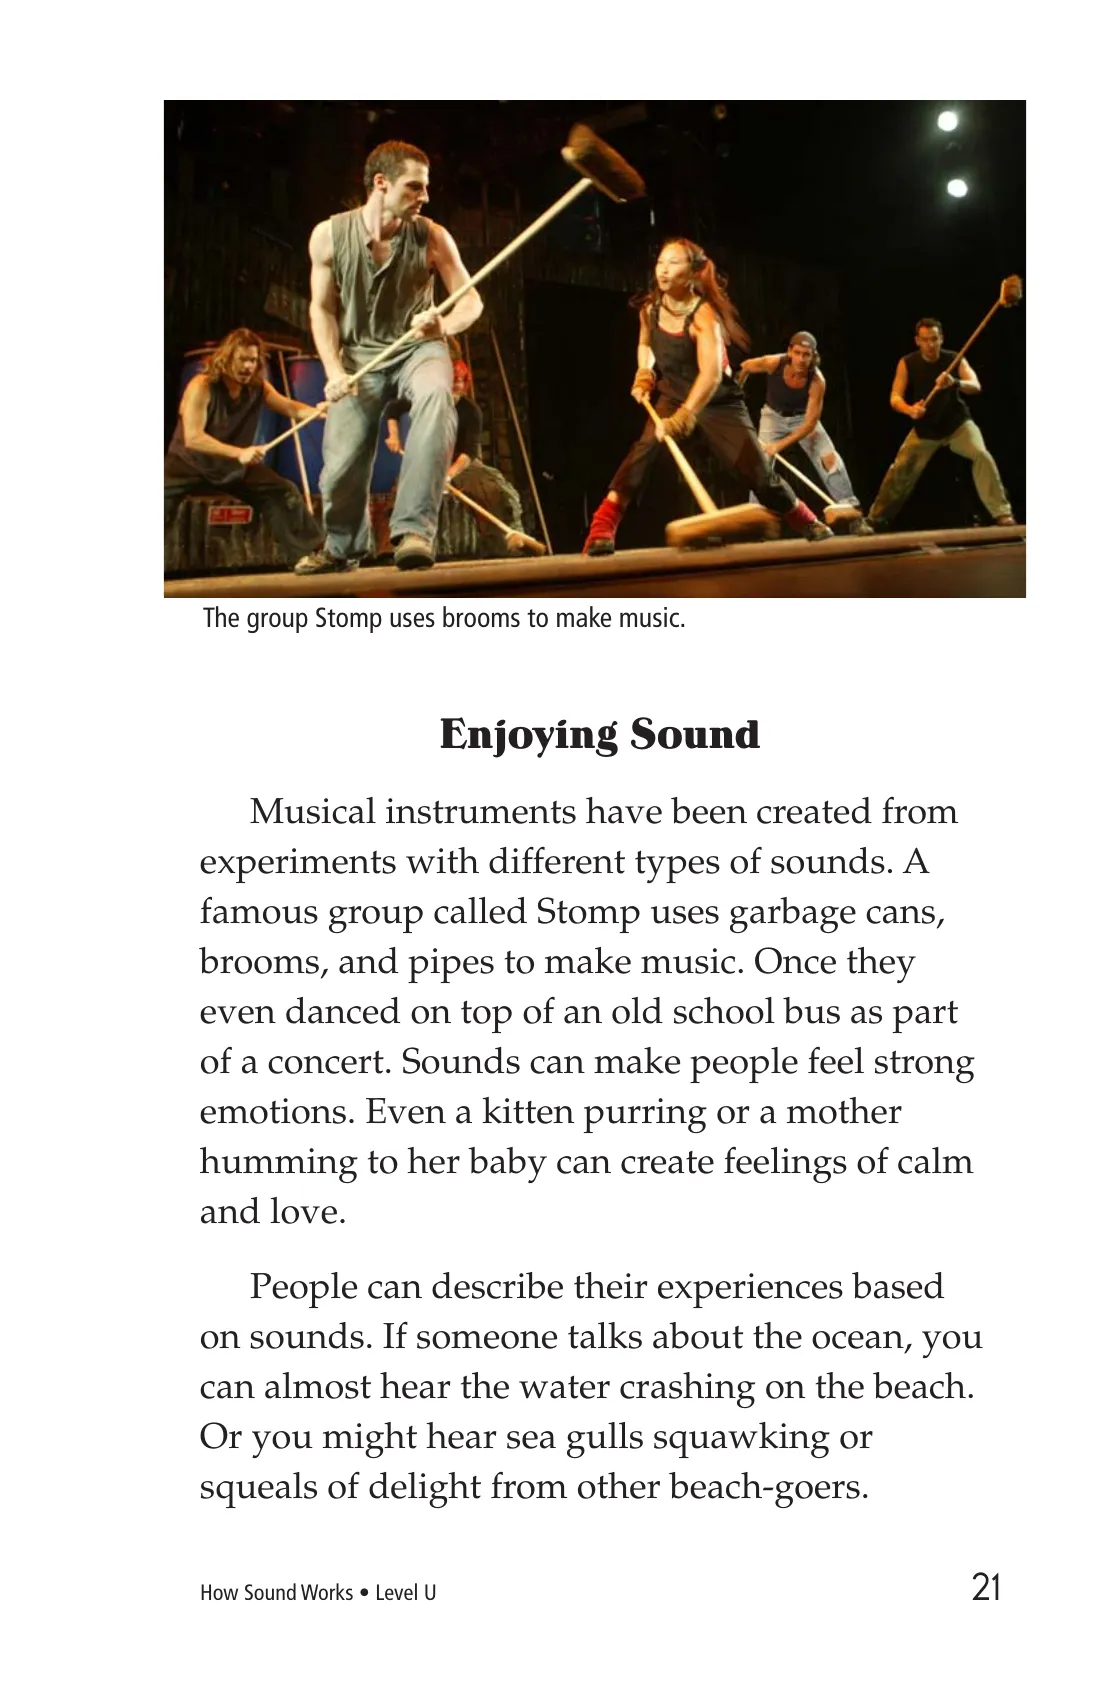 The group Stomp uses brooms to make music.
Enjoying Sound
Musical instruments have been created from
experiments with different types of sounds. A
famous group called Stomp uses garbage cans,
brooms, and pipes to make music. Once they
even danced on top of an old school bus as part
of a concert. Sounds can make people feel strong
emotions. Even a kitten purring or a mother
humming to her baby can create feelings of calm
and love.
People can describe their experiences based
on sounds. If someone talks about the ocean, you
can almost hear the water crashing on the beach.
Or you might hear sea gulls squawking or
squeals of delight from other beach-goers.
How Sound Works • Level U
21